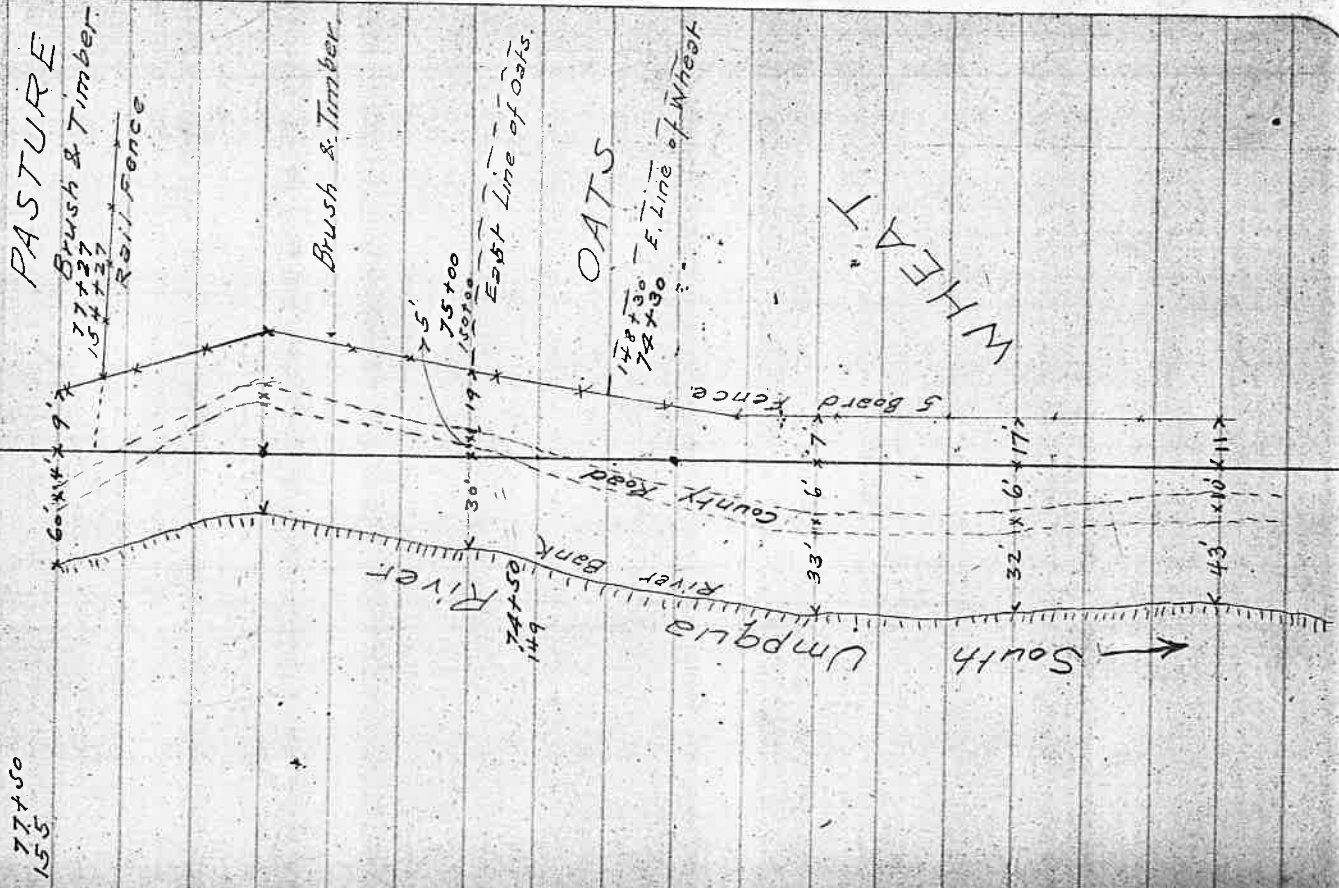 PASTURE
Brush & Timber
77+27
154+27
Rail Fence
Brush & Timber
5'
75+00
150+00
East Line of Oats.
OATS
148+30 E. Line of Wheat
74+30
WHEAT
5 Board Fence
60' 14' 9'
30' 19'
33' 6' 7'
32' 6' 17'
43' 10' 11'
County Road
River Bank
74+50
149
South Umpqua River
77+50
155